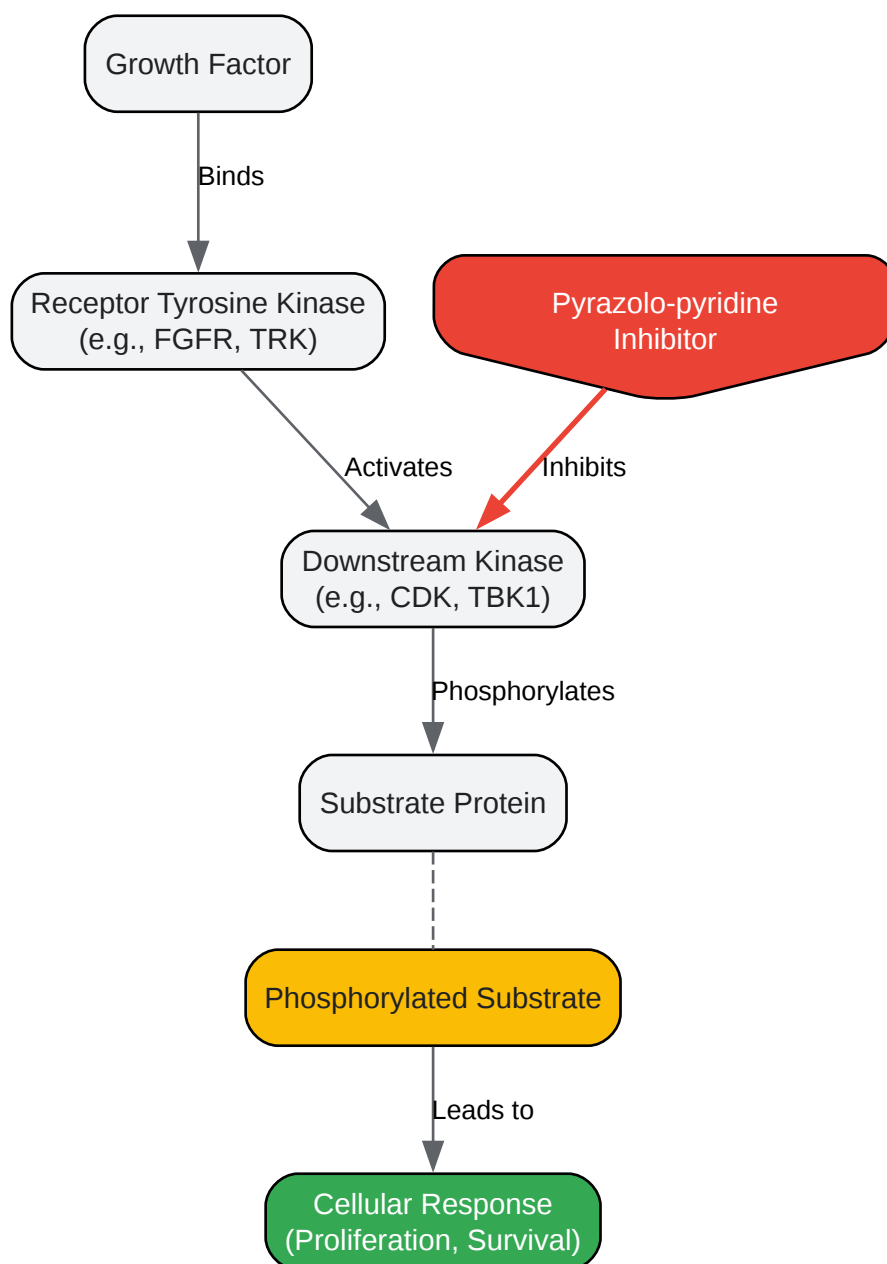 Growth Factor
Binds
Receptor Tyrosine Kinase
(e.g., FGFR, TRK)
Pyrazolo-pyridine
Inhibitor
Activates
Inhibits
Downstream Kinase
(e.g., CDK, TBK1)
Phosphorylates
Substrate Protein
Phosphorylated Substrate
Leads to
Cellular Response
(Proliferation, Survival)